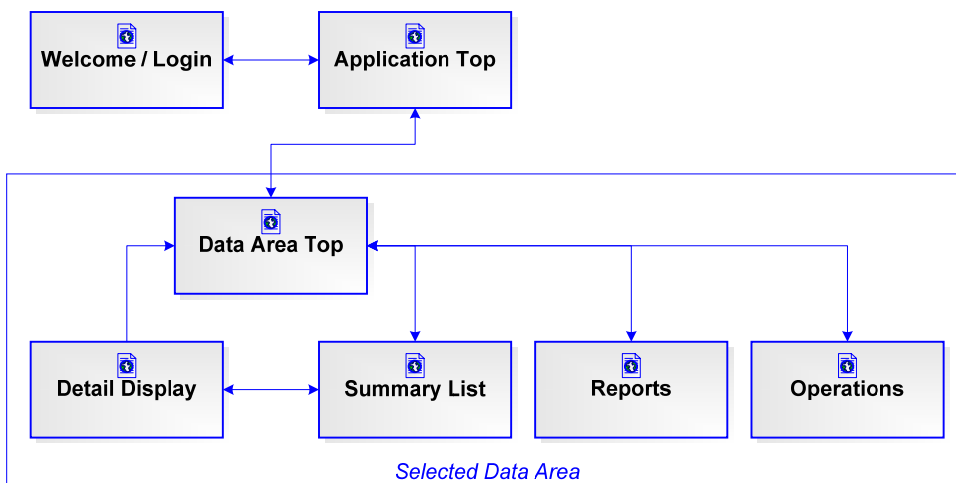 Welcome / Login
Application Top
Data Area Top
Detail Display
Summary List
Reports
Operations
Selected Data Area